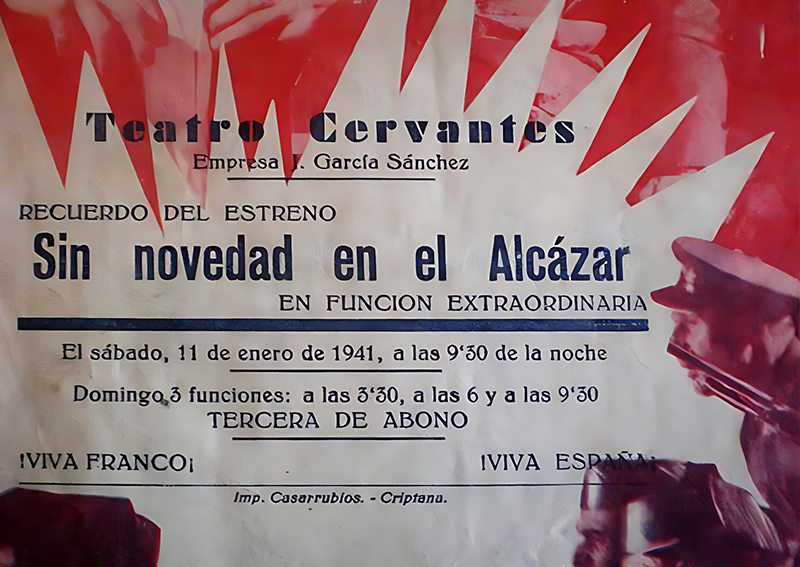 Teatro Cervantes
Empresa J. García Sánchez
RECUERDO DEL ESTRENO
Sin novedad en el Alcázar
EN FUNCION EXTRAORDINARIA
El sábado, 11 de enero de 1941, a las 9‘30 de la noche
Domingo 3 funciones: a las 3‘30, a las 6 y a las 9‘30
TERCERA DE ABONO
!VIVA FRANCO¡ !VIVA ESPAÑA¡
Imp. Casarrubios. - Criptana.